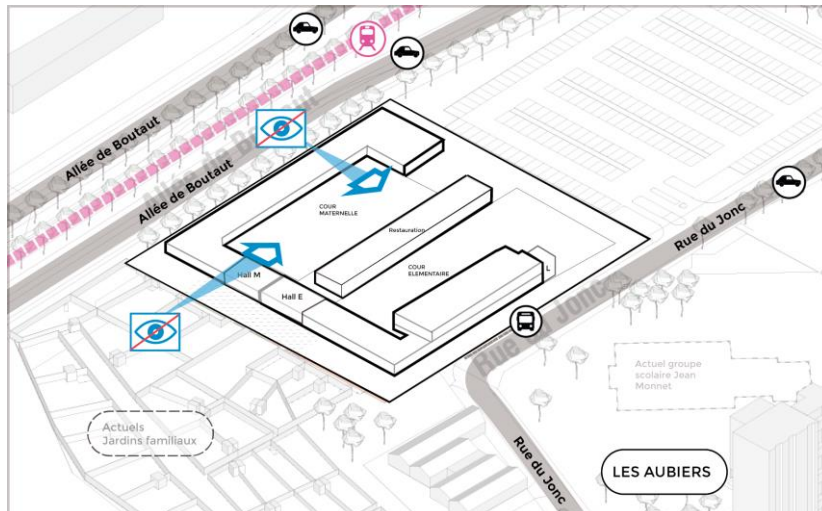 Allée de Boutaut
Allée de Boutaut
Rue du Jonc
COUR
MATERNELLE
Restauration
COUR
ELEMENTAIRE
Hall M
Hall E
L
Rue du Jonc
Actuel groupe
scolaire Jean
Monnet
Actuels
Jardins familiaux
Rue du Jonc
LES AUBIERS